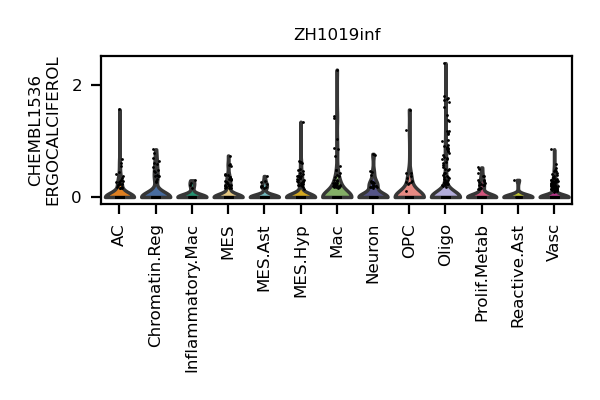 ZH1019inf
CHEMBL1536
ERGOCALCIFEROL
2
0
AC
Chromatin.Reg
Inflammatory.Mac
MES
MES.Ast
MES.Hyp
Mac
Neuron
OPC
Oligo
Prolif.Metab
Reactive.Ast
Vasc